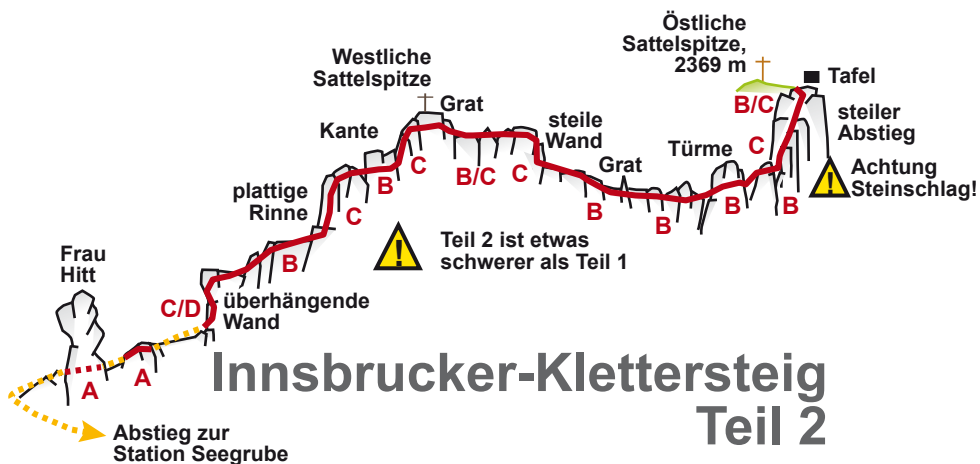 Östliche
Sattelspitze,
2369 m
Tafel
B/C
steiler
Abstieg
C
Achtung
Steinschlag!
Westliche
Sattelspitze
Grat
Kante
C
B/C
steile
Wand
C
Grat
Türme
B
B
B
B
plattige
Rinne
B
C
B
Teil 2 ist etwas
schwerer als Teil 1
Frau
Hitt
C/D
überhängende
Wand
A
A
Innsbrucker-Klettersteig
Teil 2
Abstieg zur
Station Seegrube